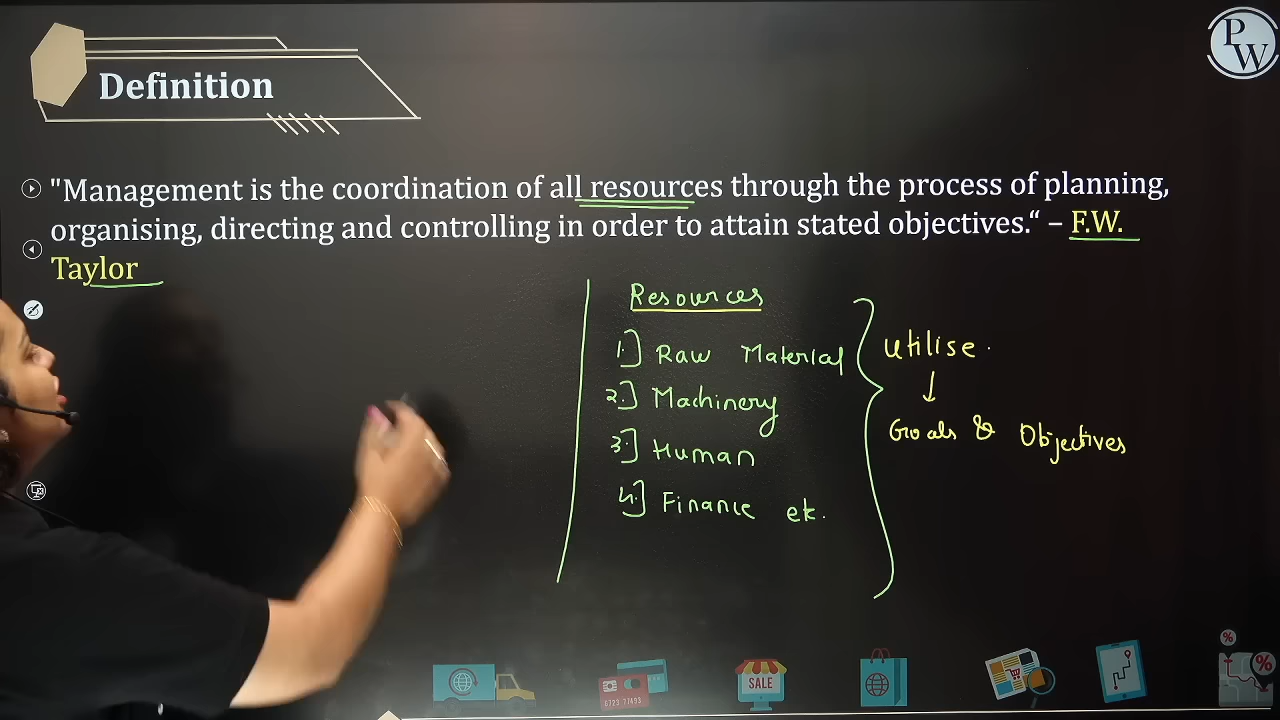 PW
Definition
"Management is the coordination of all resources through the process of planning,
organising, directing and controlling in order to attain stated objectives.“ – F.W.
Taylor
Resources
1.] Raw Material
2.] Machinery
3.] Human
4.] Finance etc.
Utilise.
↓
Goals & Objectives
SALE
8723 77493
%
%